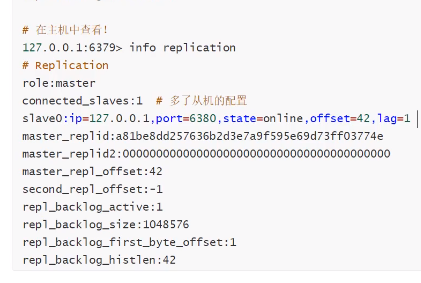 # 在主机中查看!
127.0.0.1:6379> info replication
# Replication
role:master
connected_slaves:1  # 多了从机的配置
slave0:ip=127.0.0.1,port=6380,state=online,offset=42,lag=1
master_replid:a81be8dd257636b2d3e7a9f595e69d73ff03774e
master_replid2:0000000000000000000000000000000000000000
master_repl_offset:42
second_repl_offset:-1
repl_backlog_active:1
repl_backlog_size:1048576
repl_backlog_first_byte_offset:1
repl_backlog_histlen:42